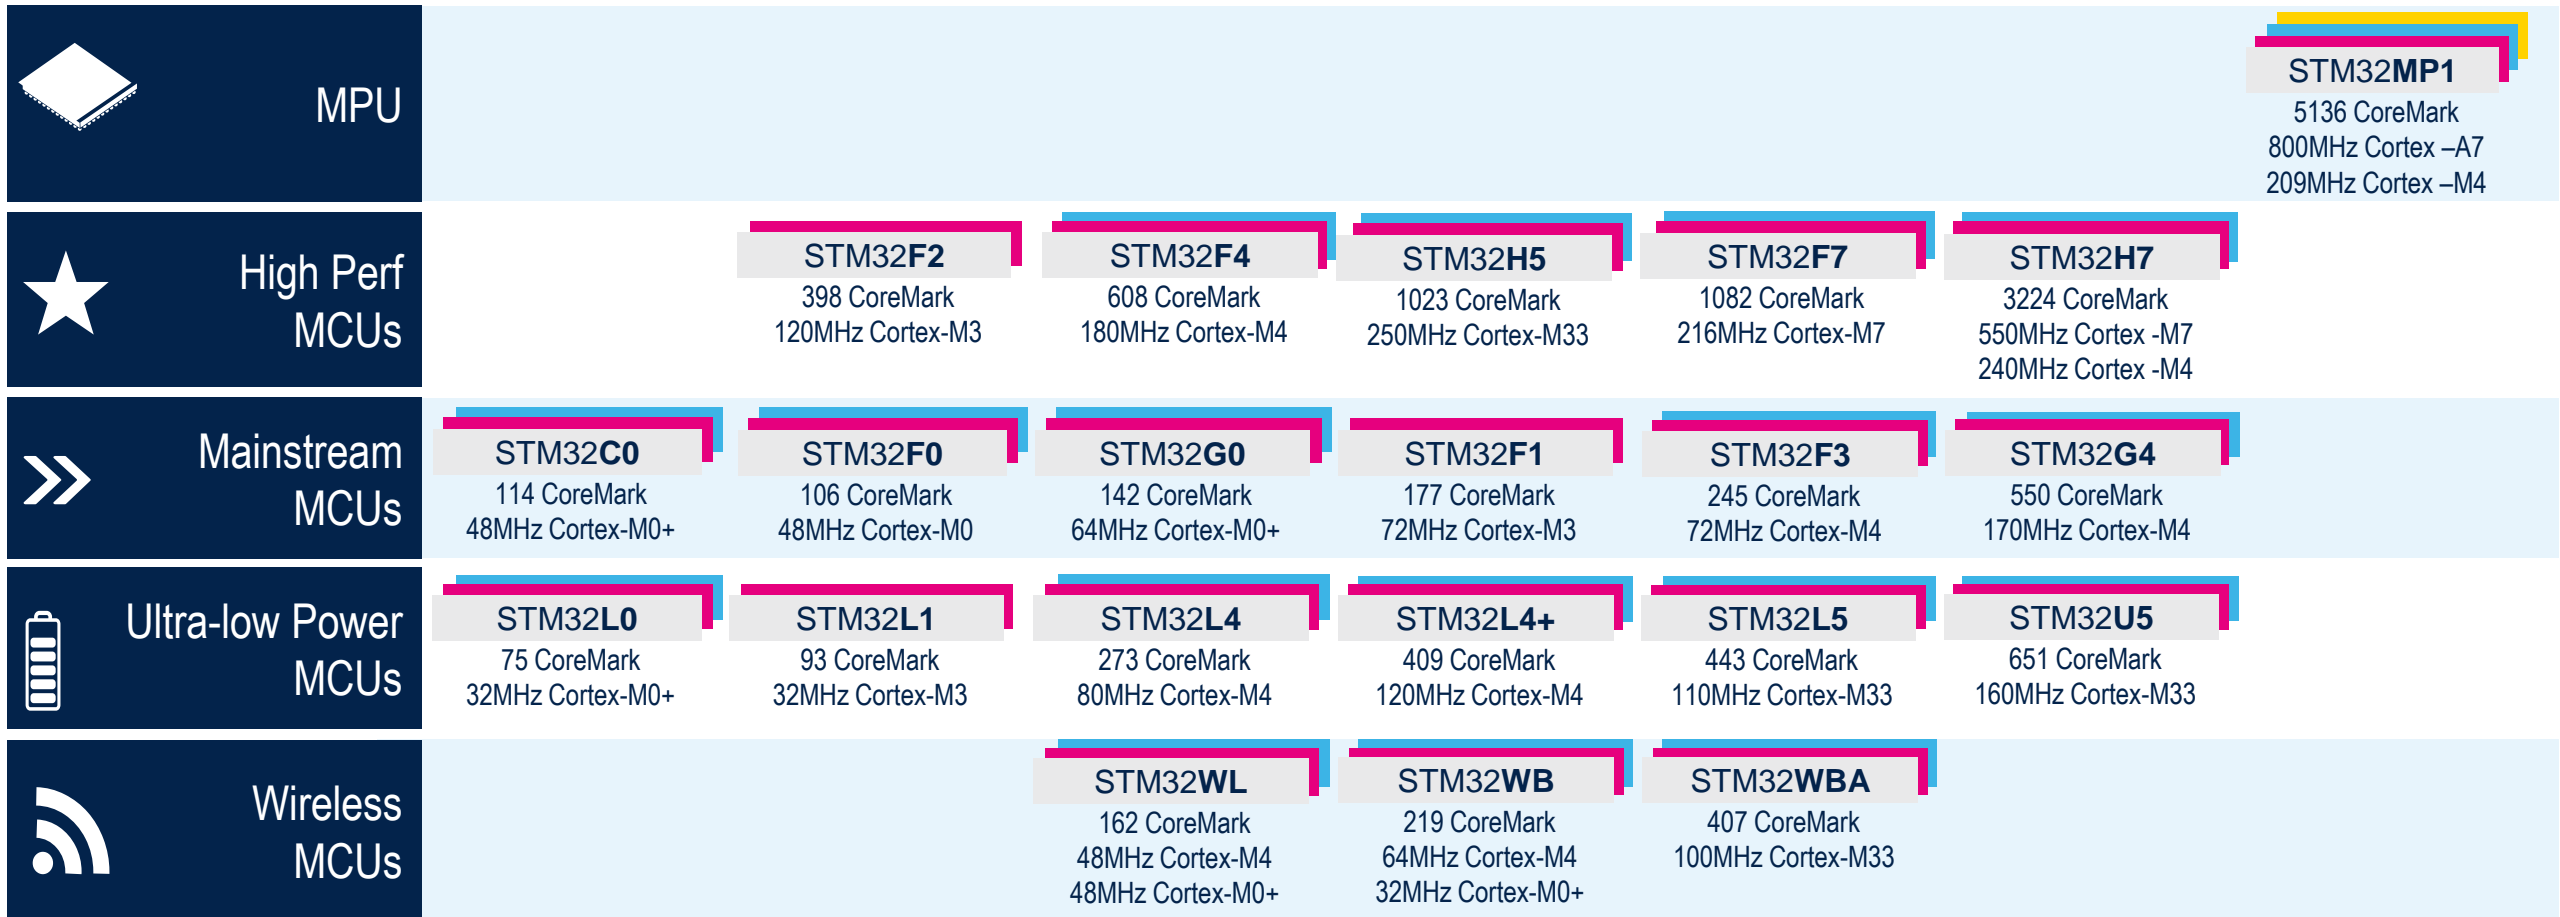 MPU
STM32MP1
5136 CoreMark
800MHz Cortex –A7
209MHz Cortex –M4
High Perf
MCUs
STM32F2
398 CoreMark
120MHz Cortex-M3
STM32F4
608 CoreMark
180MHz Cortex-M4
STM32H5
1023 CoreMark
250MHz Cortex-M33
STM32F7
1082 CoreMark
216MHz Cortex-M7
STM32H7
3224 CoreMark
550MHz Cortex -M7
240MHz Cortex -M4
Mainstream
MCUs
STM32C0
114 CoreMark
48MHz Cortex-M0+
STM32F0
106 CoreMark
48MHz Cortex-M0
STM32G0
142 CoreMark
64MHz Cortex-M0+
STM32F1
177 CoreMark
72MHz Cortex-M3
STM32F3
245 CoreMark
72MHz Cortex-M4
STM32G4
550 CoreMark
170MHz Cortex-M4
Ultra-low Power
MCUs
STM32L0
75 CoreMark
32MHz Cortex-M0+
STM32L1
93 CoreMark
32MHz Cortex-M3
STM32L4
273 CoreMark
80MHz Cortex-M4
STM32L4+
409 CoreMark
120MHz Cortex-M4
STM32L5
443 CoreMark
110MHz Cortex-M33
STM32U5
651 CoreMark
160MHz Cortex-M33
Wireless
MCUs
STM32WL
162 CoreMark
48MHz Cortex-M4
48MHz Cortex-M0+
STM32WB
219 CoreMark
64MHz Cortex-M4
32MHz Cortex-M0+
STM32WBA
407 CoreMark
100MHz Cortex-M33